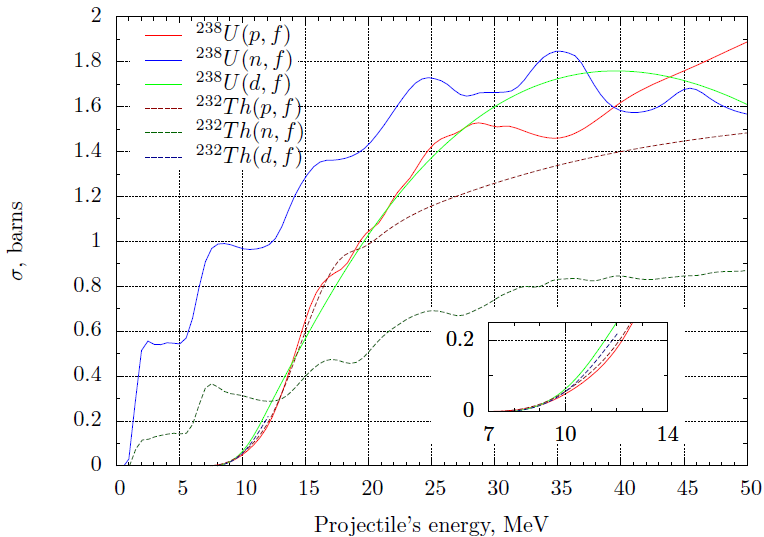 2
1.8
1.6
1.4
1.2
1
0.8
0.6
0.4
0.2
0
σ, barns
²³⁸U(p, f)
²³⁸U(n, f)
²³⁸U(d, f)
²³²Th(p, f)
²³²Th(n, f)
²³²Th(d, f)
0.2
0
7 10 14
0 5 10 15 20 25 30 35 40 45 50
Projectile's energy, MeV